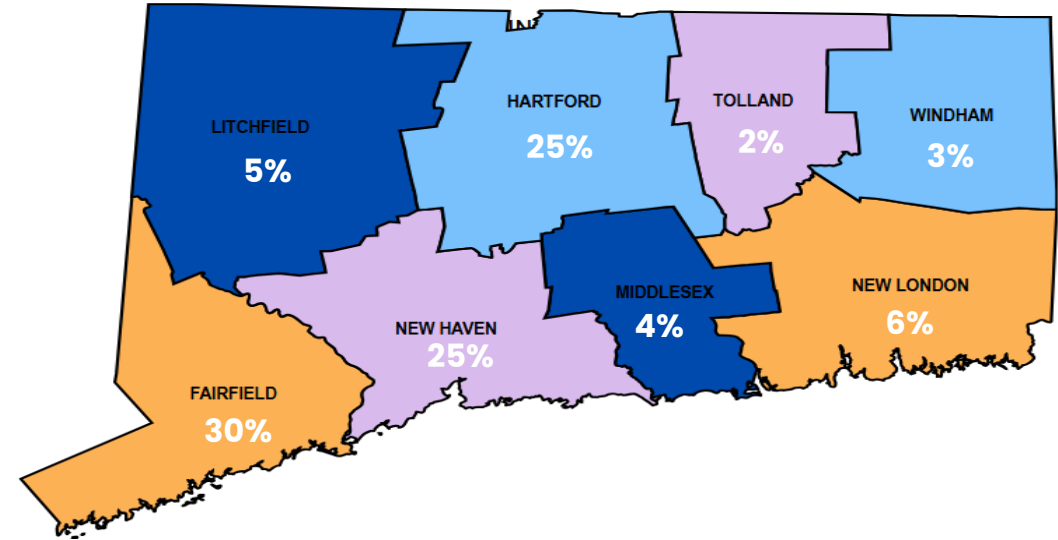 LITCHFIELD
5%
HARTFORD
25%
TOLLAND
2%
WINDHAM
3%
FAIRFIELD
30%
NEW HAVEN
25%
MIDDLESEX
4%
NEW LONDON
6%